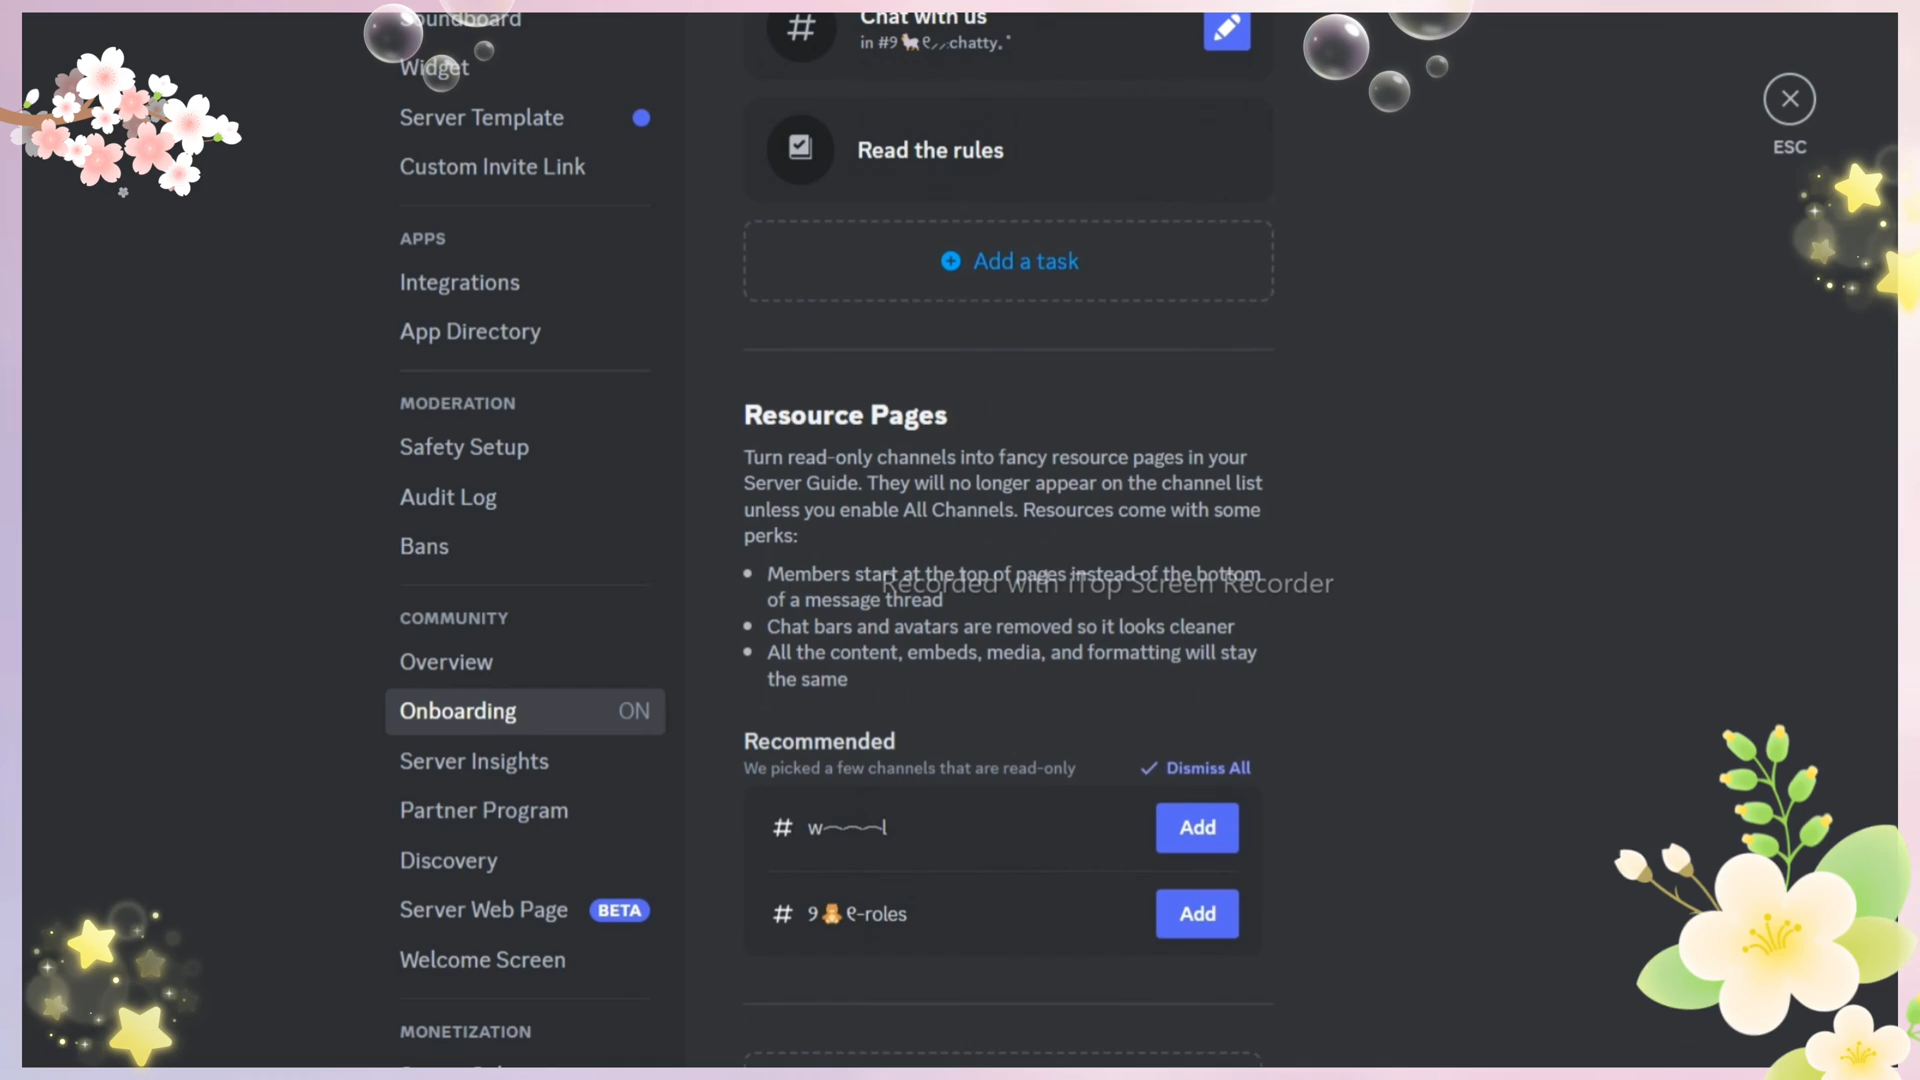 Soundboard
Widget
Server Template
Custom Invite Link
APPS
Integrations
App Directory
MODERATION
Safety Setup
Audit Log
Bans
COMMUNITY
Overview
Onboarding ON
Server Insights
Partner Program
Discovery
Server Web Page BETA
Welcome Screen
MONETIZATION
Chat with us
in #୨🐏୧⸝⸝chatty｡˚
Read the rules
Add a task
Resource Pages
Turn read-only channels into fancy resource pages in your
Server Guide. They will no longer appear on the channel list
unless you enable All Channels. Resources come with some
perks:
• Members start at the top of pages instead of the bottom
of a message thread
• Chat bars and avatars are removed so it looks cleaner
• All the content, embeds, media, and formatting will stay
the same
Recorded with iTop Screen Recorder
Recommended
We picked a few channels that are read-only ✓ Dismiss All
# w︵︵︵l Add
# ୨🧸୧-roles Add
ESC